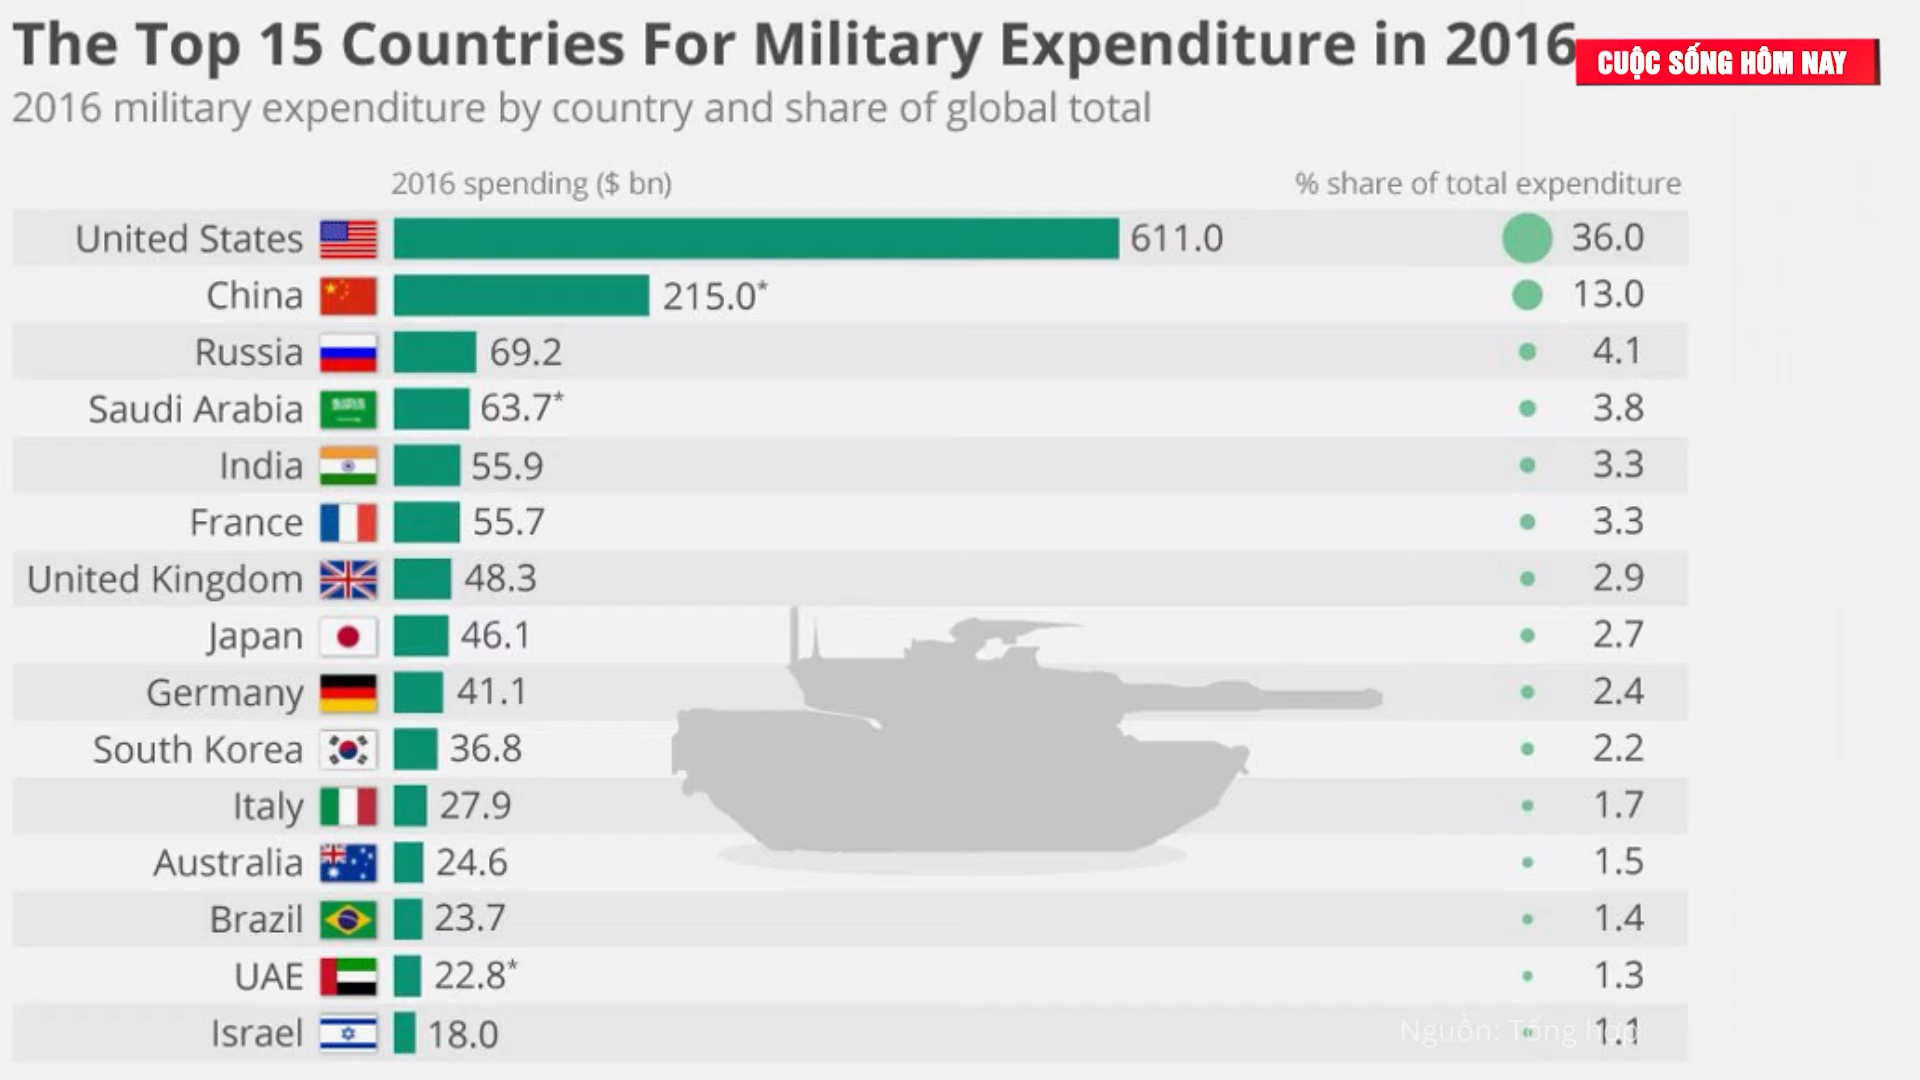 The Top 15 Countries For Military Expenditure in 2016
CUỘC SỐNG HÔM NAY
2016 military expenditure by country and share of global total
2016 spending ($ bn) % share of total expenditure
United States 611.0 36.0
China 215.0* 13.0
Russia 69.2 4.1
Saudi Arabia 63.7* 3.8
India 55.9 3.3
France 55.7 3.3
United Kingdom 48.3 2.9
Japan 46.1 2.7
Germany 41.1 2.4
South Korea 36.8 2.2
Italy 27.9 1.7
Australia 24.6 1.5
Brazil 23.7 1.4
UAE 22.8* 1.3
Israel 18.0 1.1
Nguồn: Tổng hợp